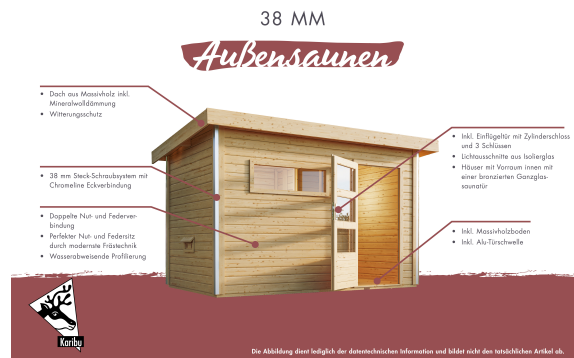 38 MM
Außensaunen
• Dach aus Massivholz inkl.
Mineralwolldämmung
• Witterungsschutz
• 38 mm Steck-Schraubsystem mit
Chromeline Eckverbindung
• Doppelte Nut- und Federver-
bindung
• Perfekter Nut- und Federsitz
durch modernste Frästechnik
• Wasserabweisende Profilierung
• Inkl. Einflügeltür mit Zylinderschloss
und 3 Schlüssen
• Lichtausschnitte aus Isolierglas
• Häuser mit Vorraum innen mit
einer bronzierten Ganzglas-
saunatür
• Inkl. Massivholzboden
• Inkl. Alu-Türschwelle
Karibu
Die Abbildung dient lediglich der datentechnischen Information und bildet nicht den tatsächlichen Artikel ab.